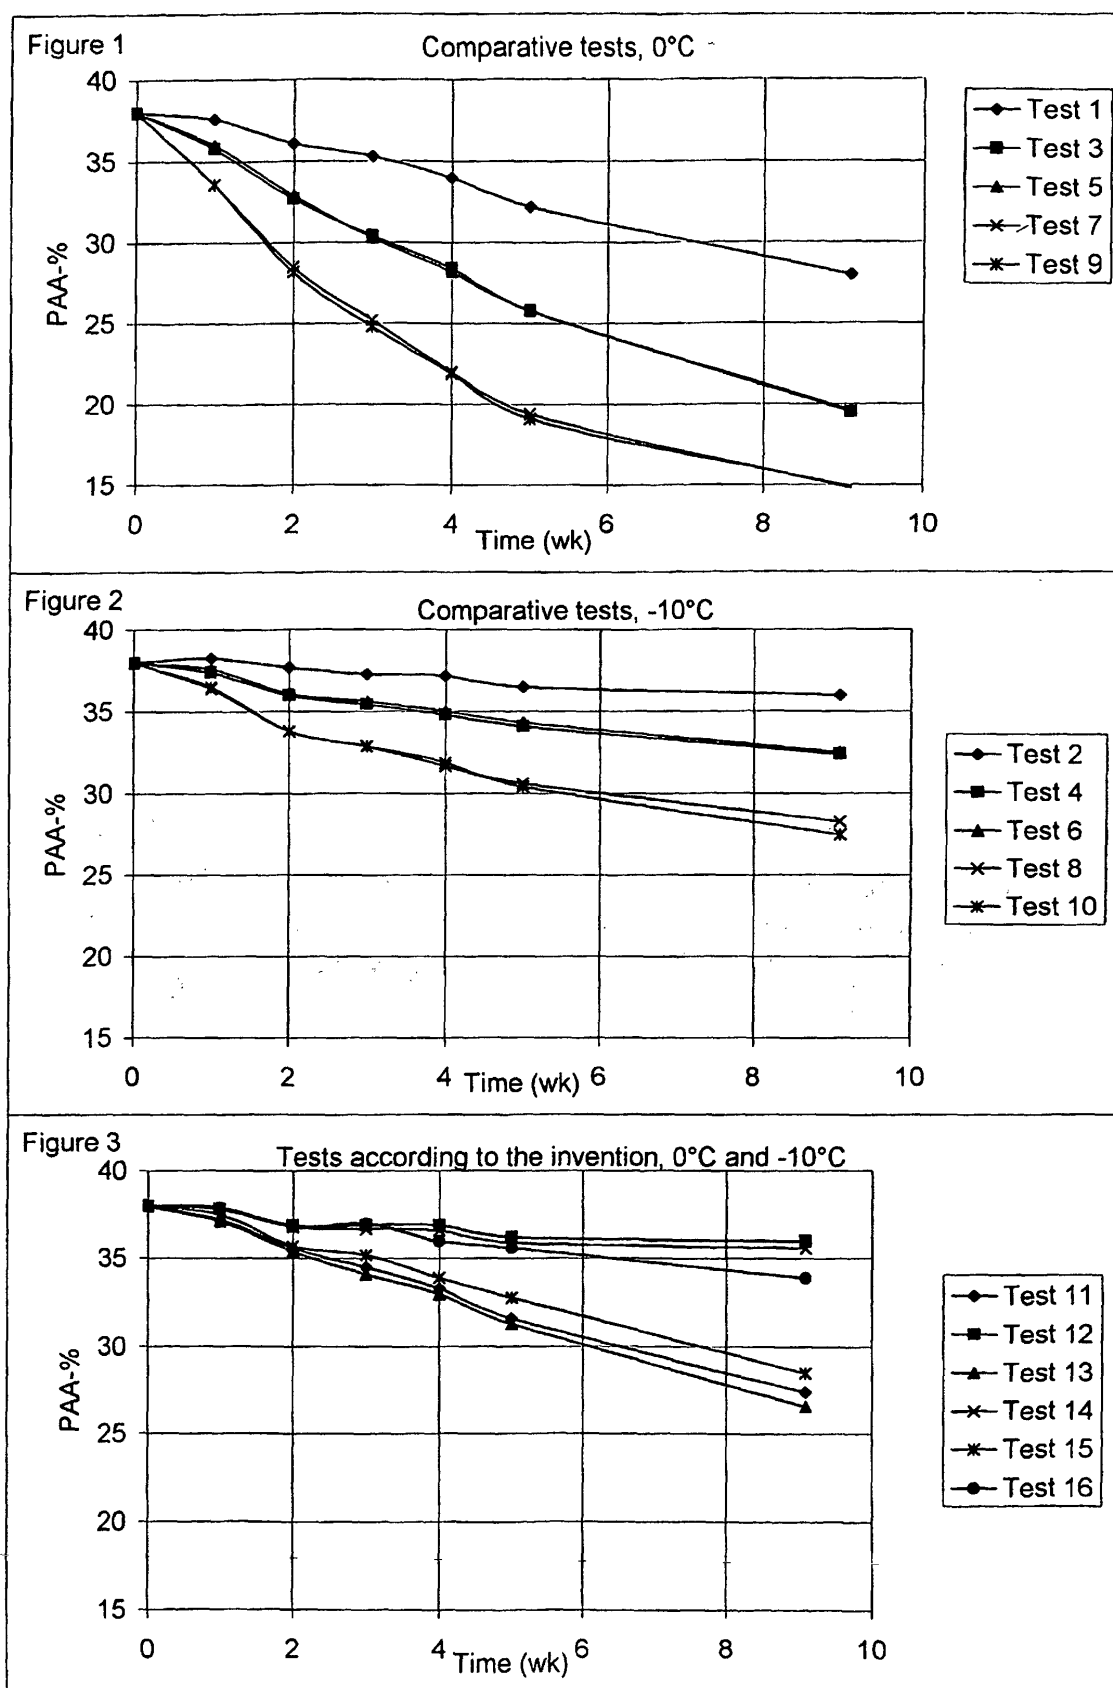 Figure 1
Comparative tests, 0°C
40
35
30
25
20
15
PAA-%
0 2 4 6 8 10
Time (wk)
Test 1
Test 3
Test 5
Test 7
Test 9
Figure 2
Comparative tests, -10°C
40
35
30
25
20
15
PAA-%
0 2 4 6 8 10
Time (wk)
Test 2
Test 4
Test 6
Test 8
Test 10
Figure 3
Tests according to the invention, 0°C and -10°C
40
35
30
25
20
15
PAA-%
0 2 4 6 8 10
Time (wk)
Test 11
Test 12
Test 13
Test 14
Test 15
Test 16